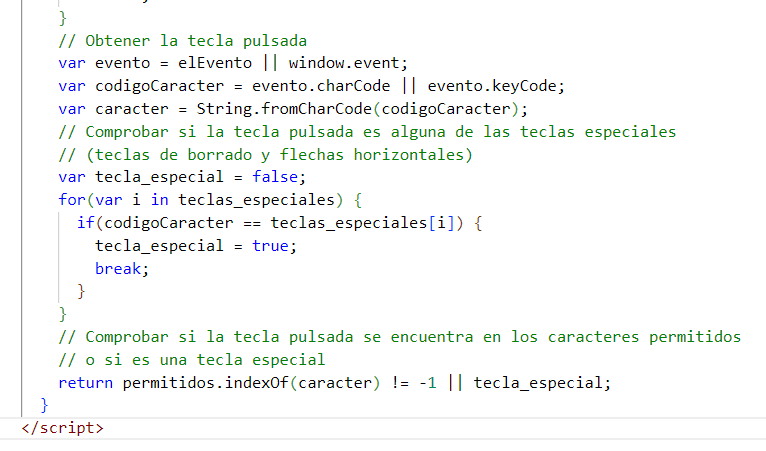 }
// Obtener la tecla pulsada
var evento = elEvento || window.event;
var codigoCaracter = evento.charCode || evento.keyCode;
var caracter = String.fromCharCode(codigoCaracter);
// Comprobar si la tecla pulsada es alguna de las teclas especiales
// (teclas de borrado y flechas horizontales)
var tecla_especial = false;
for(var i in teclas_especiales) {
if(codigoCaracter == teclas_especiales[i]) {
tecla_especial = true;
break;
}
}
// Comprobar si la tecla pulsada se encuentra en los caracteres permitidos
// o si es una tecla especial
return permitidos.indexOf(caracter) != -1 || tecla_especial;
}
</script>